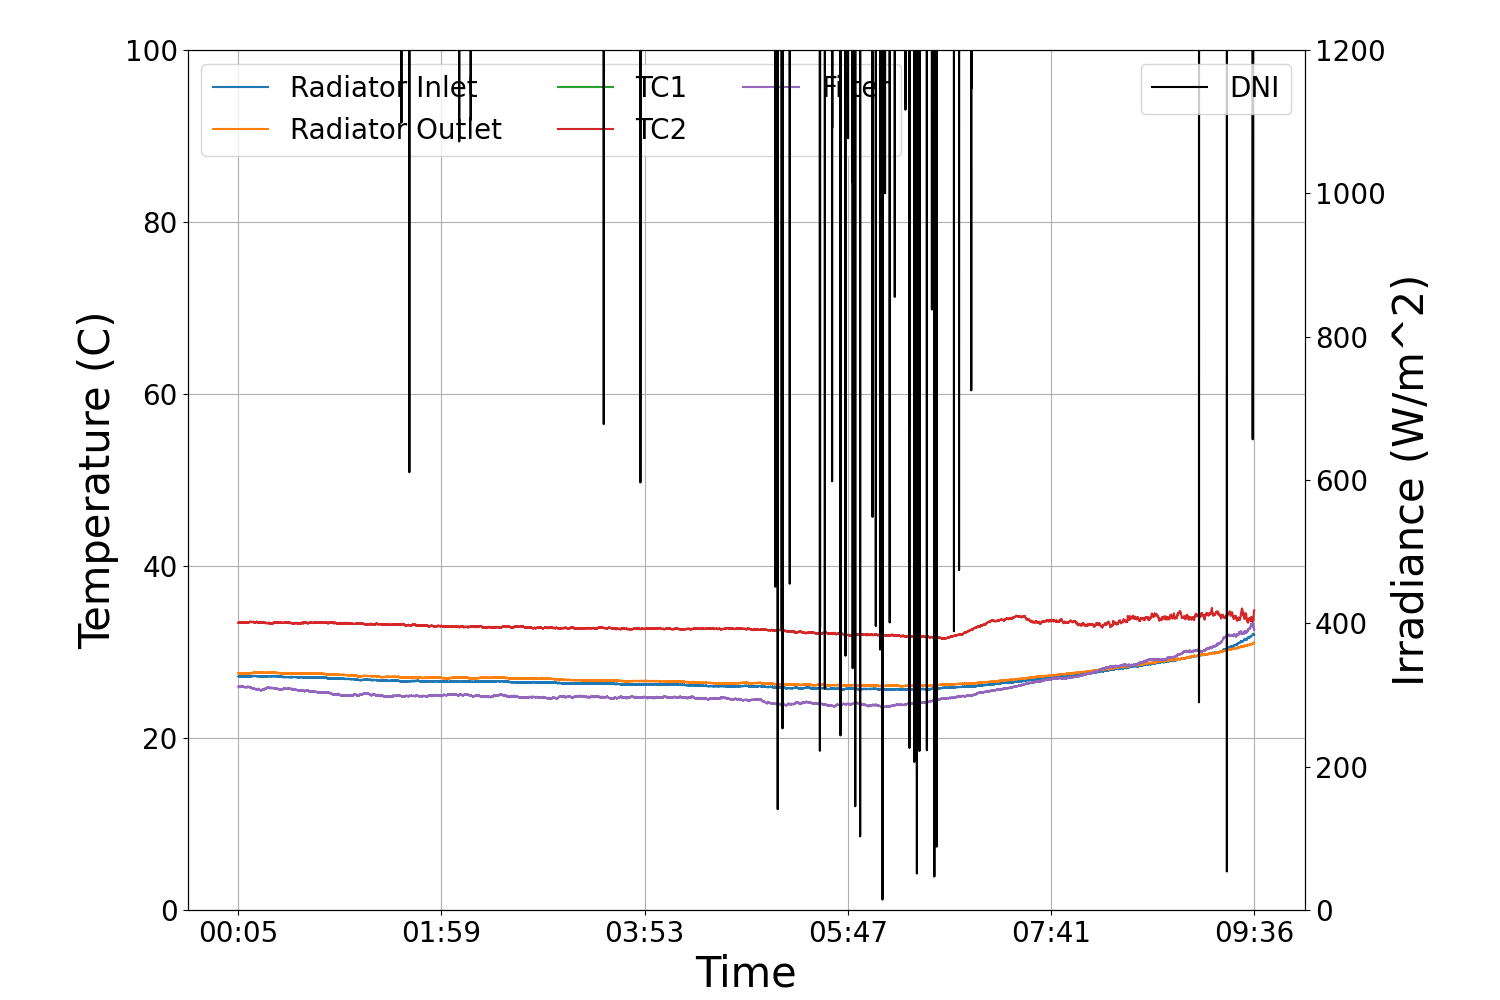 100
80
60
40
20
0
Temperature (C)
Radiator Inlet
Radiator Outlet
TC1
TC2
Filter
DNI
1200
1000
800
600
400
200
0
Irradiance (W/m^2)
00:05 01:59 03:53 05:47 07:41 09:36
Time